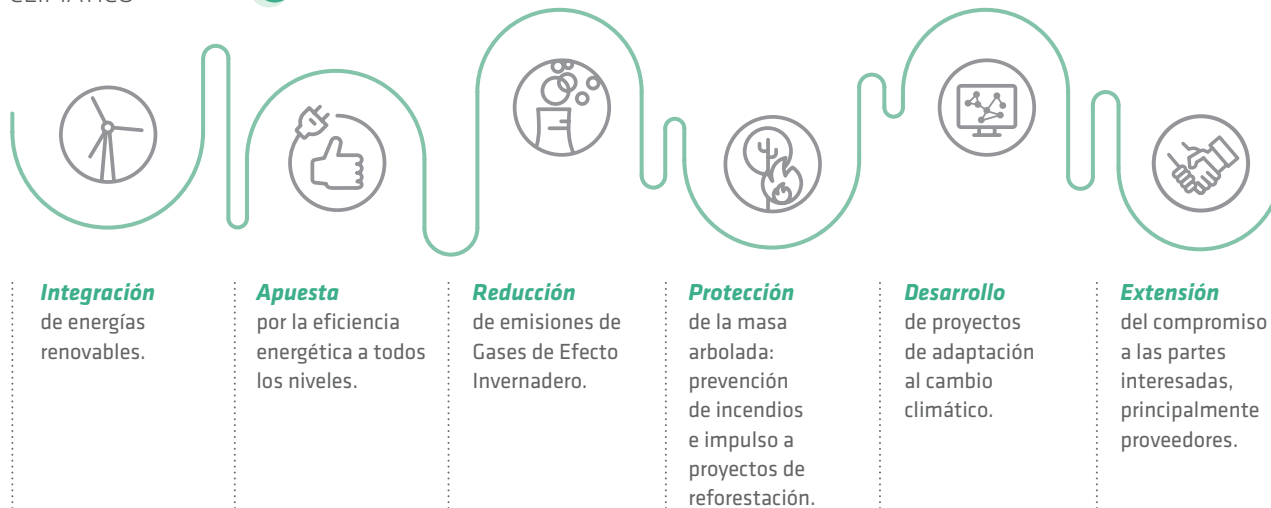 Integración
de energías
renovables.
Apuesta
por la eficiencia
energética a todos
los niveles.
Reducción
de emisiones de
Gases de Efecto
Invernadero.
Protección
de la masa
arbolada:
prevención
de incendios
e impulso a
proyectos de
reforestación.
Desarrollo
de proyectos
de adaptación
al cambio
climático.
Extensión
del compromiso
a las partes
interesadas,
principalmente
proveedores.